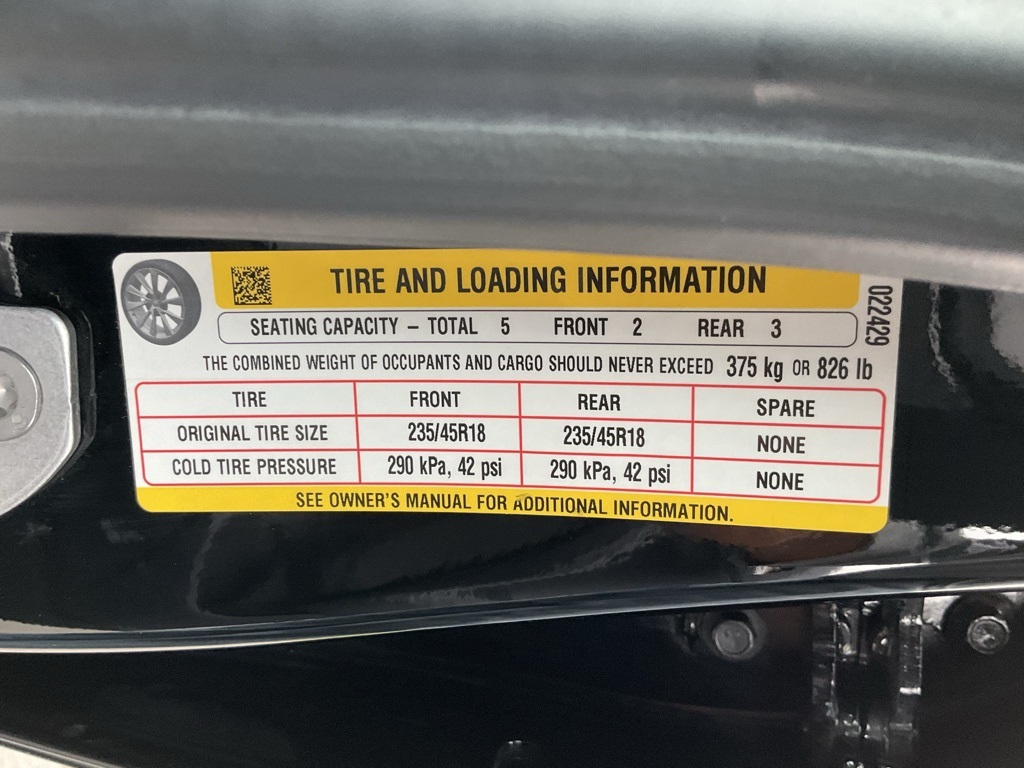 TIRE AND LOADING INFORMATION
022429
SEATING CAPACITY – TOTAL 5 FRONT 2 REAR 3
THE COMBINED WEIGHT OF OCCUPANTS AND CARGO SHOULD NEVER EXCEED 375 kg OR 826 lb
TIRE FRONT REAR SPARE
ORIGINAL TIRE SIZE 235/45R18 235/45R18 NONE
COLD TIRE PRESSURE 290 kPa, 42 psi 290 kPa, 42 psi NONE
SEE OWNER'S MANUAL FOR ADDITIONAL INFORMATION.